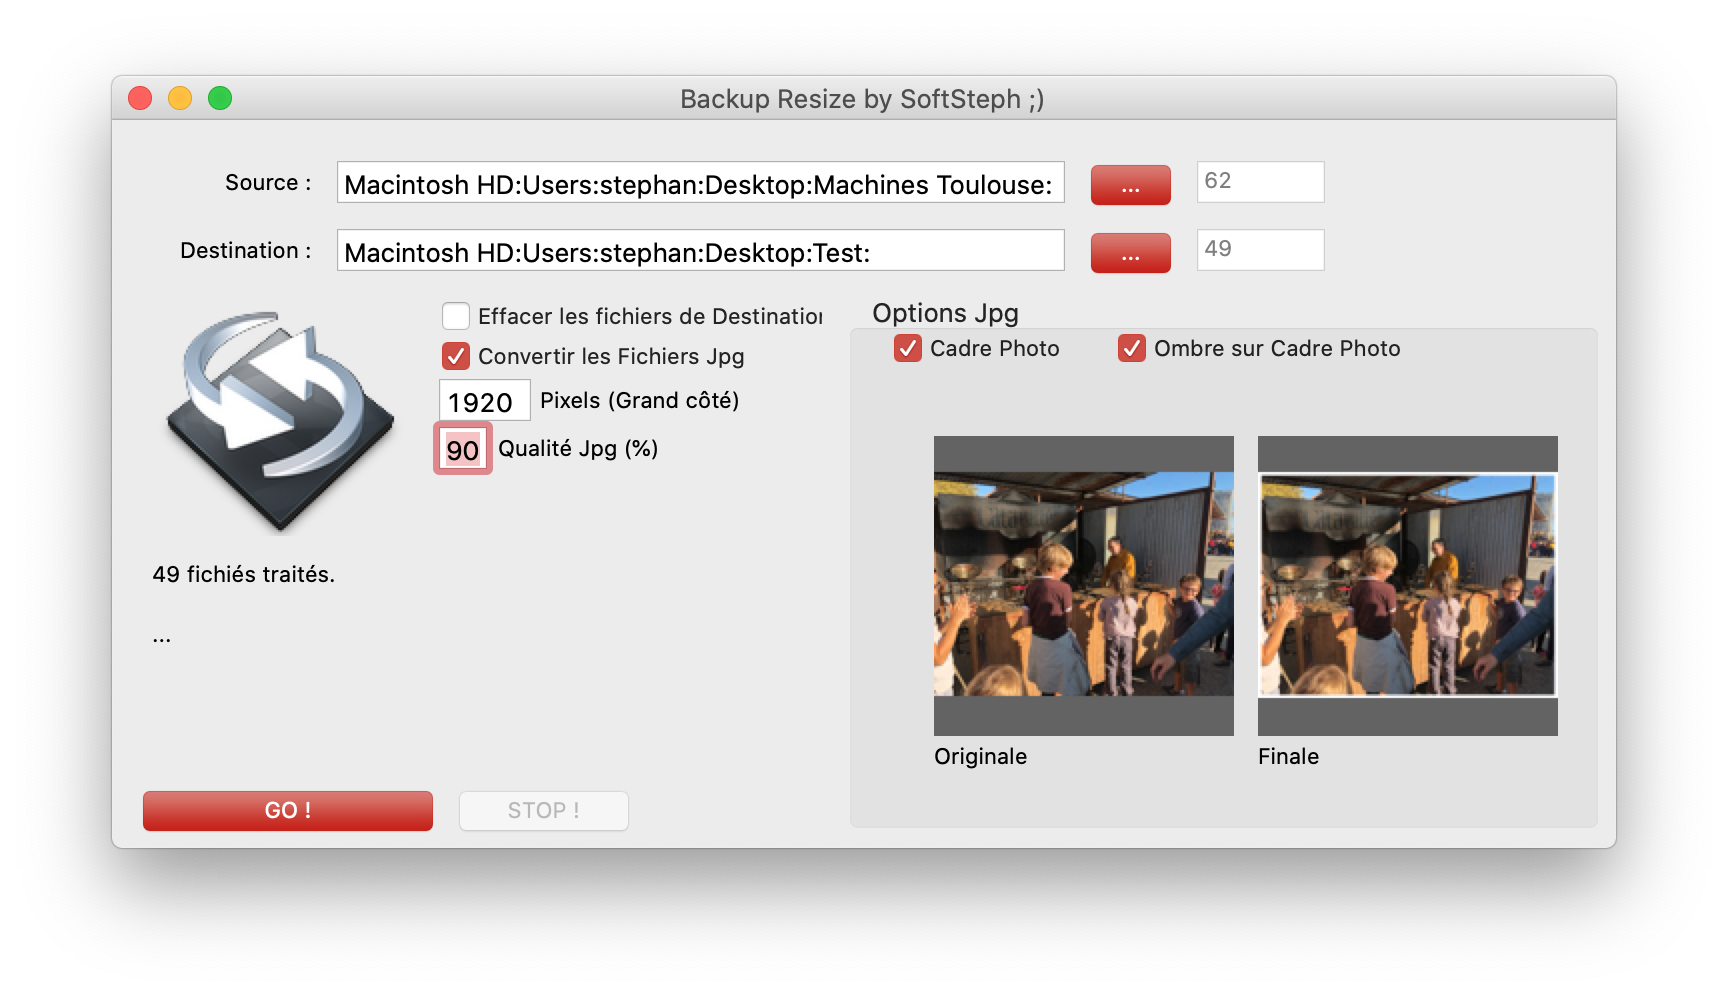 Backup Resize by SoftSteph ;)
Source :
Macintosh HD:Users:stephan:Desktop:Machines Toulouse:
...
62
Destination :
Macintosh HD:Users:stephan:Desktop:Test:
...
49
Effacer les fichiers de Destination
Convertir les Fichiers Jpg
1920 Pixels (Grand côté)
90 Qualité Jpg (%)
Options Jpg
Cadre Photo
Ombre sur Cadre Photo
49 fichiés traités.
...
Originale
Finale
GO !
STOP !